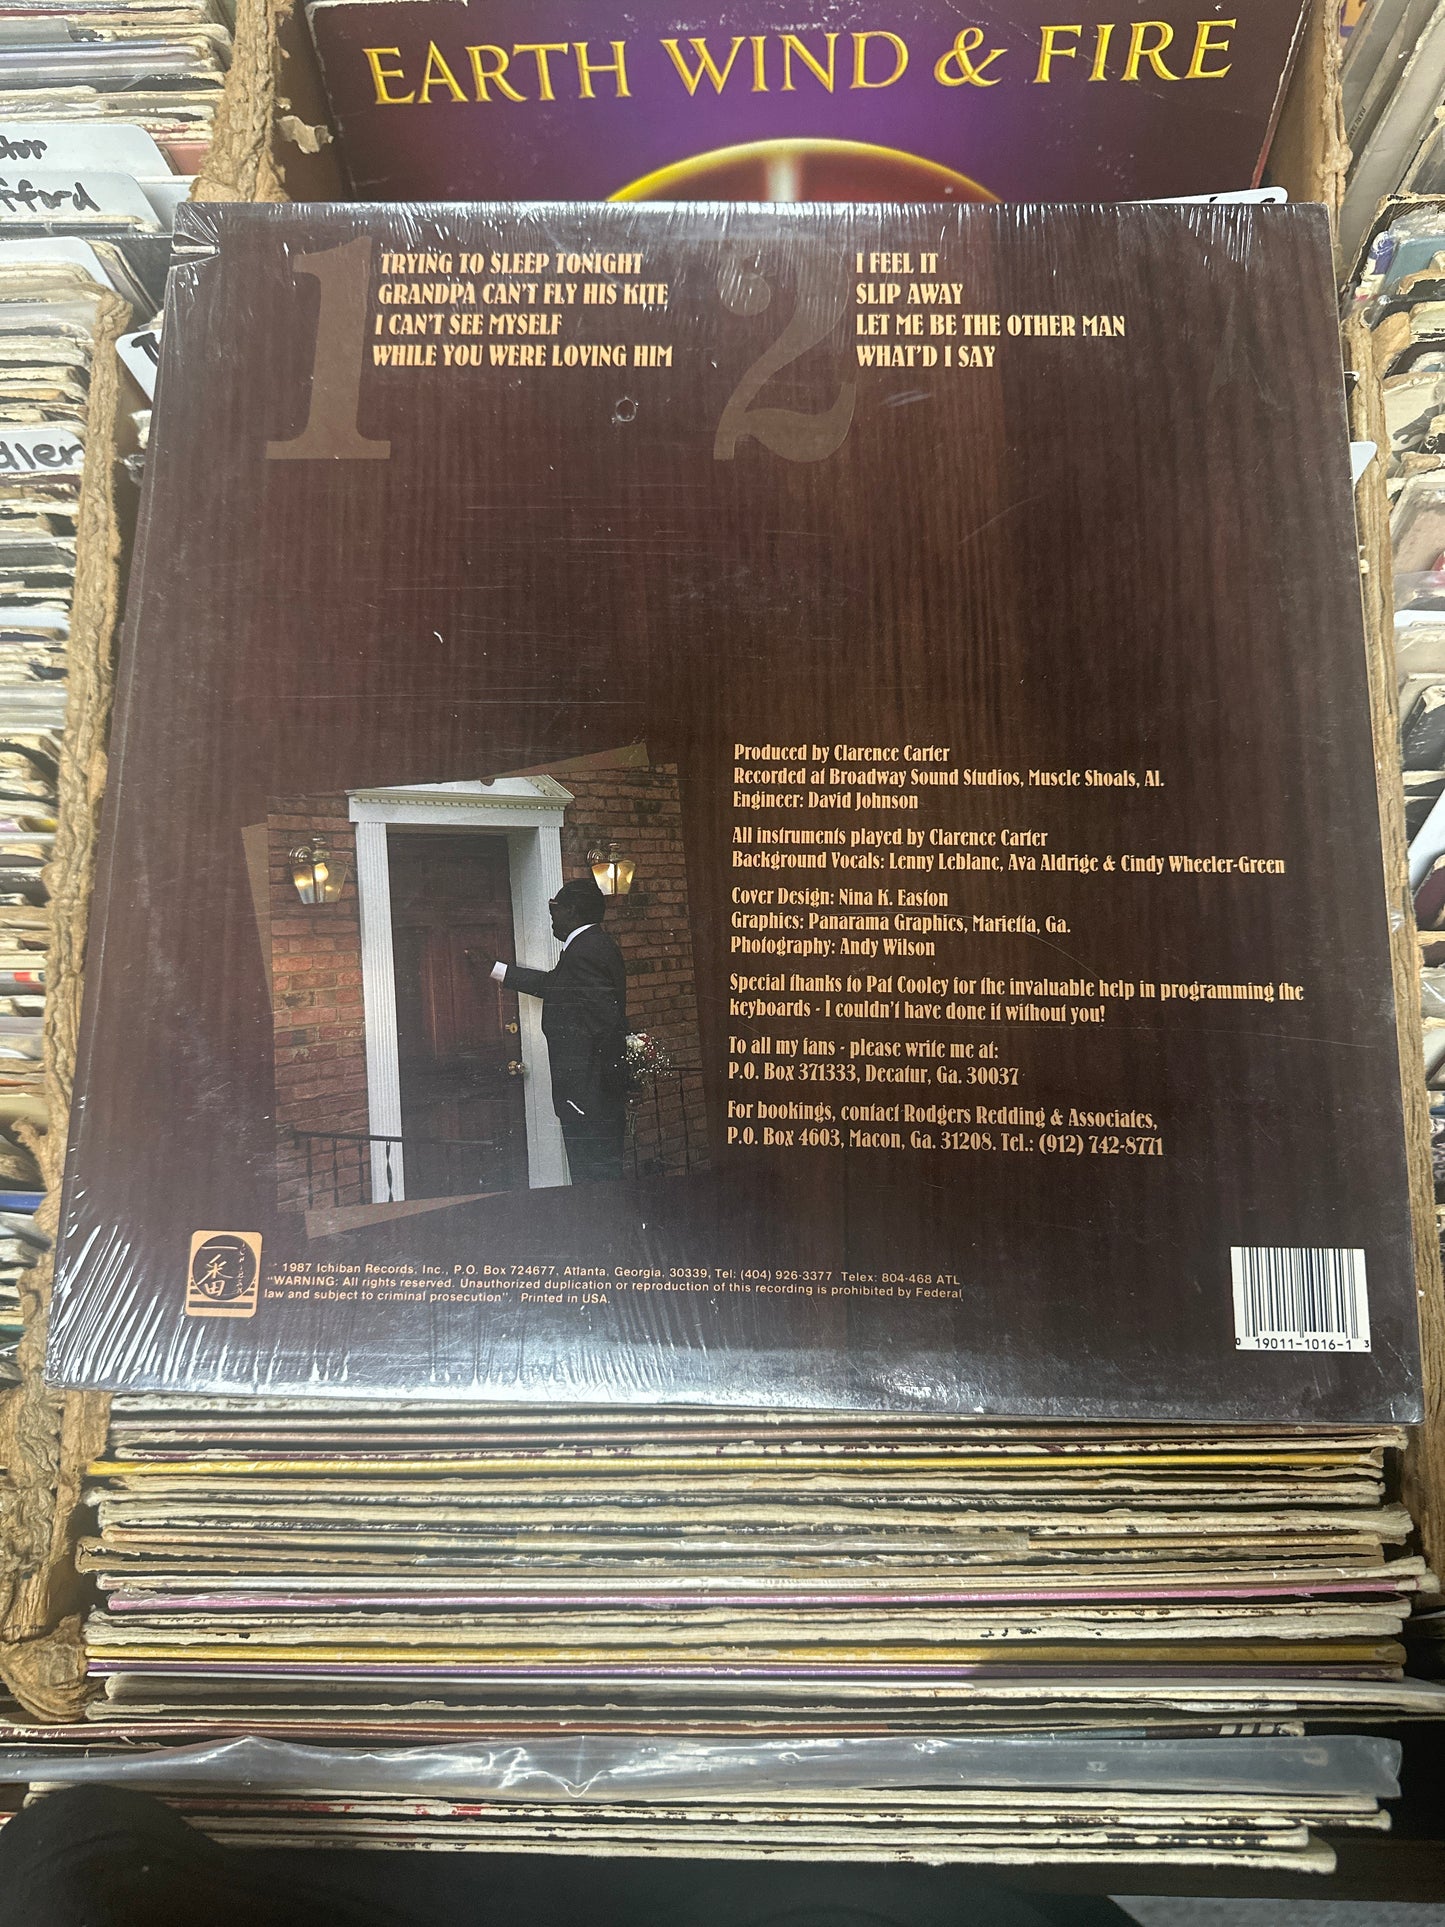 EARTH WIND & FIRE
fford
dler
1
TRYING TO SLEEP TONIGHT
GRANDPA CAN'T FLY HIS KITE
I CAN'T SEE MYSELF
WHILE YOU WERE LOVING HIM
2
I FEEL IT
SLIP AWAY
LET ME BE THE OTHER MAN
WHAT'D I SAY
Produced by Clarence Carter
Recorded at Broadway Sound Studios, Muscle Shoals, Al.
Engineer: David Johnson
All instruments played by Clarence Carter
Background Vocals: Lenny Leblanc, Ava Aldrige & Cindy Wheeler-Green
Cover Design: Nina K. Easton
Graphics: Panarama Graphics, Marietta, Ga.
Photography: Andy Wilson
Special thanks to Pat Cooley for the invaluable help in programming the
keyboards - I couldn't have done it without you!
To all my fans - please write me at:
P.O. Box 371333, Decatur, Ga. 30037
For bookings, contact Rodgers Redding & Associates,
P.O. Box 4603, Macon, Ga. 31208. Tel.: (912) 742-8771
一番
1987 Ichiban Records, Inc., P.O. Box 724677, Atlanta, Georgia, 30339, Tel: (404) 926-3377 Telex: 804-468 ATL
"WARNING: All rights reserved. Unauthorized duplication or reproduction of this recording is prohibited by Federal
law and subject to criminal prosecution". Printed in USA.
0 19011-1016-1 3